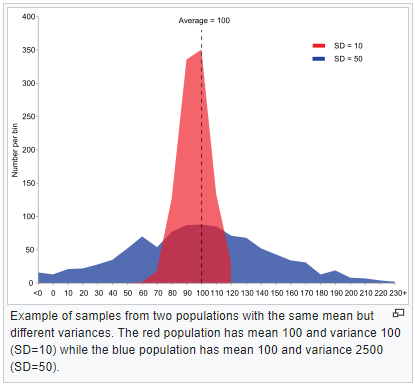 Average = 100
400
350
300
250
200
150
100
50
0
Number per bin
SD = 10
SD = 50
<0 0 10 20 30 40 50 60 70 80 90 100 110 120 130 140 150 160 170 180 190 200 210 220 230+
Example of samples from two populations with the same mean but
different variances. The red population has mean 100 and variance 100
(SD=10) while the blue population has mean 100 and variance 2500
(SD=50).